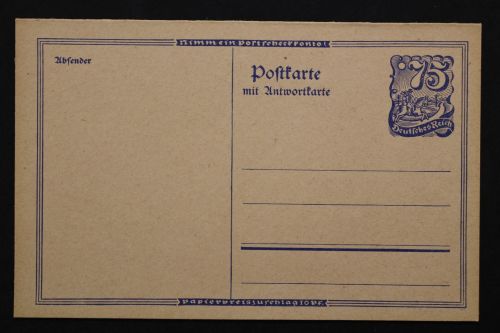 Nimm ein Postscheckkonto!
Absender
Postkarte
mit Antwortkarte
75
Deutsches Reich
Papierpreiszuschlag 10 Pf.